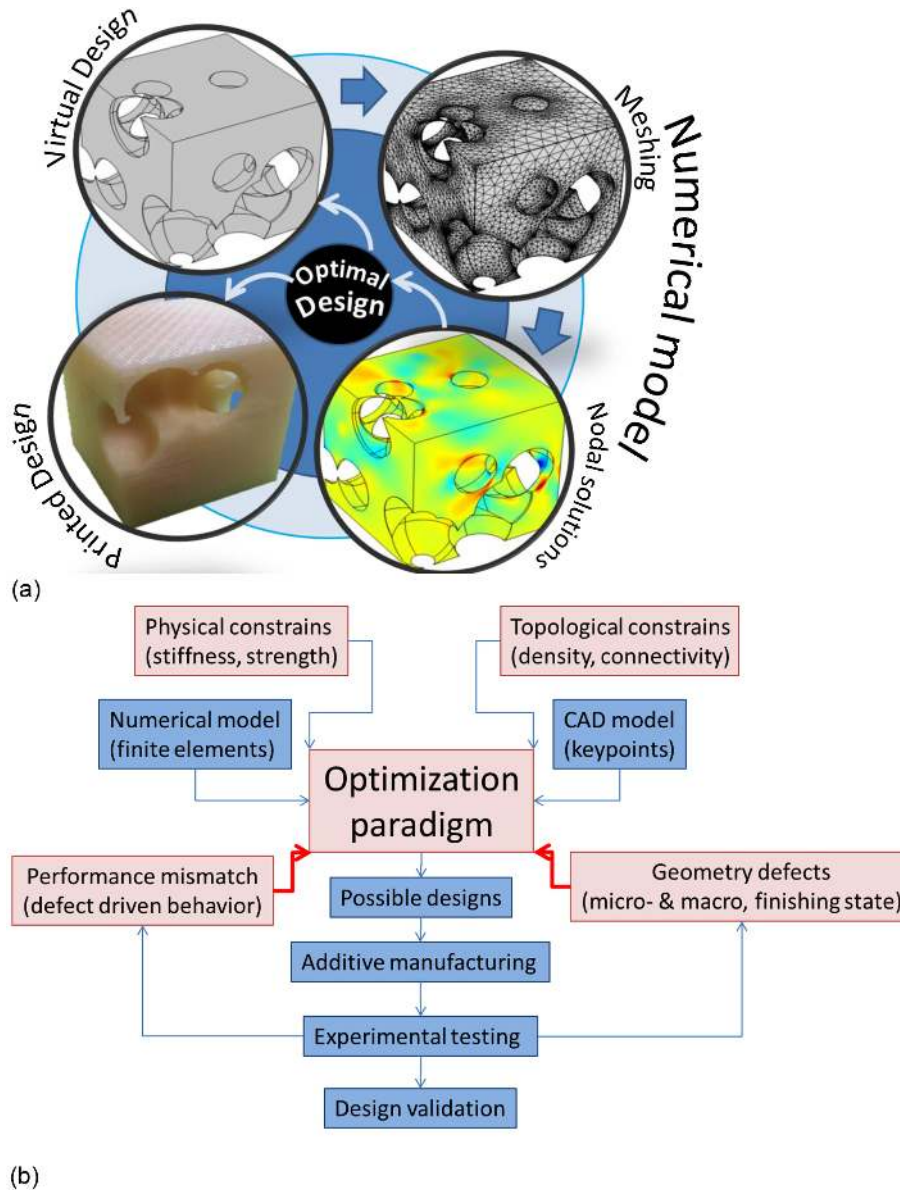 Virtual Design
Meshing
Numerical model
Optimal
Design
Printed Design
Nodal solutions
(a)
Physical constrains
(stiffness, strength)
Topological constrains
(density, connectivity)
Numerical model
(finite elements)
CAD model
(keypoints)
Optimization
paradigm
Performance mismatch
(defect driven behavior)
Geometry defects
(micro- & macro, finishing state)
Possible designs
Additive manufacturing
Experimental testing
Design validation
(b)